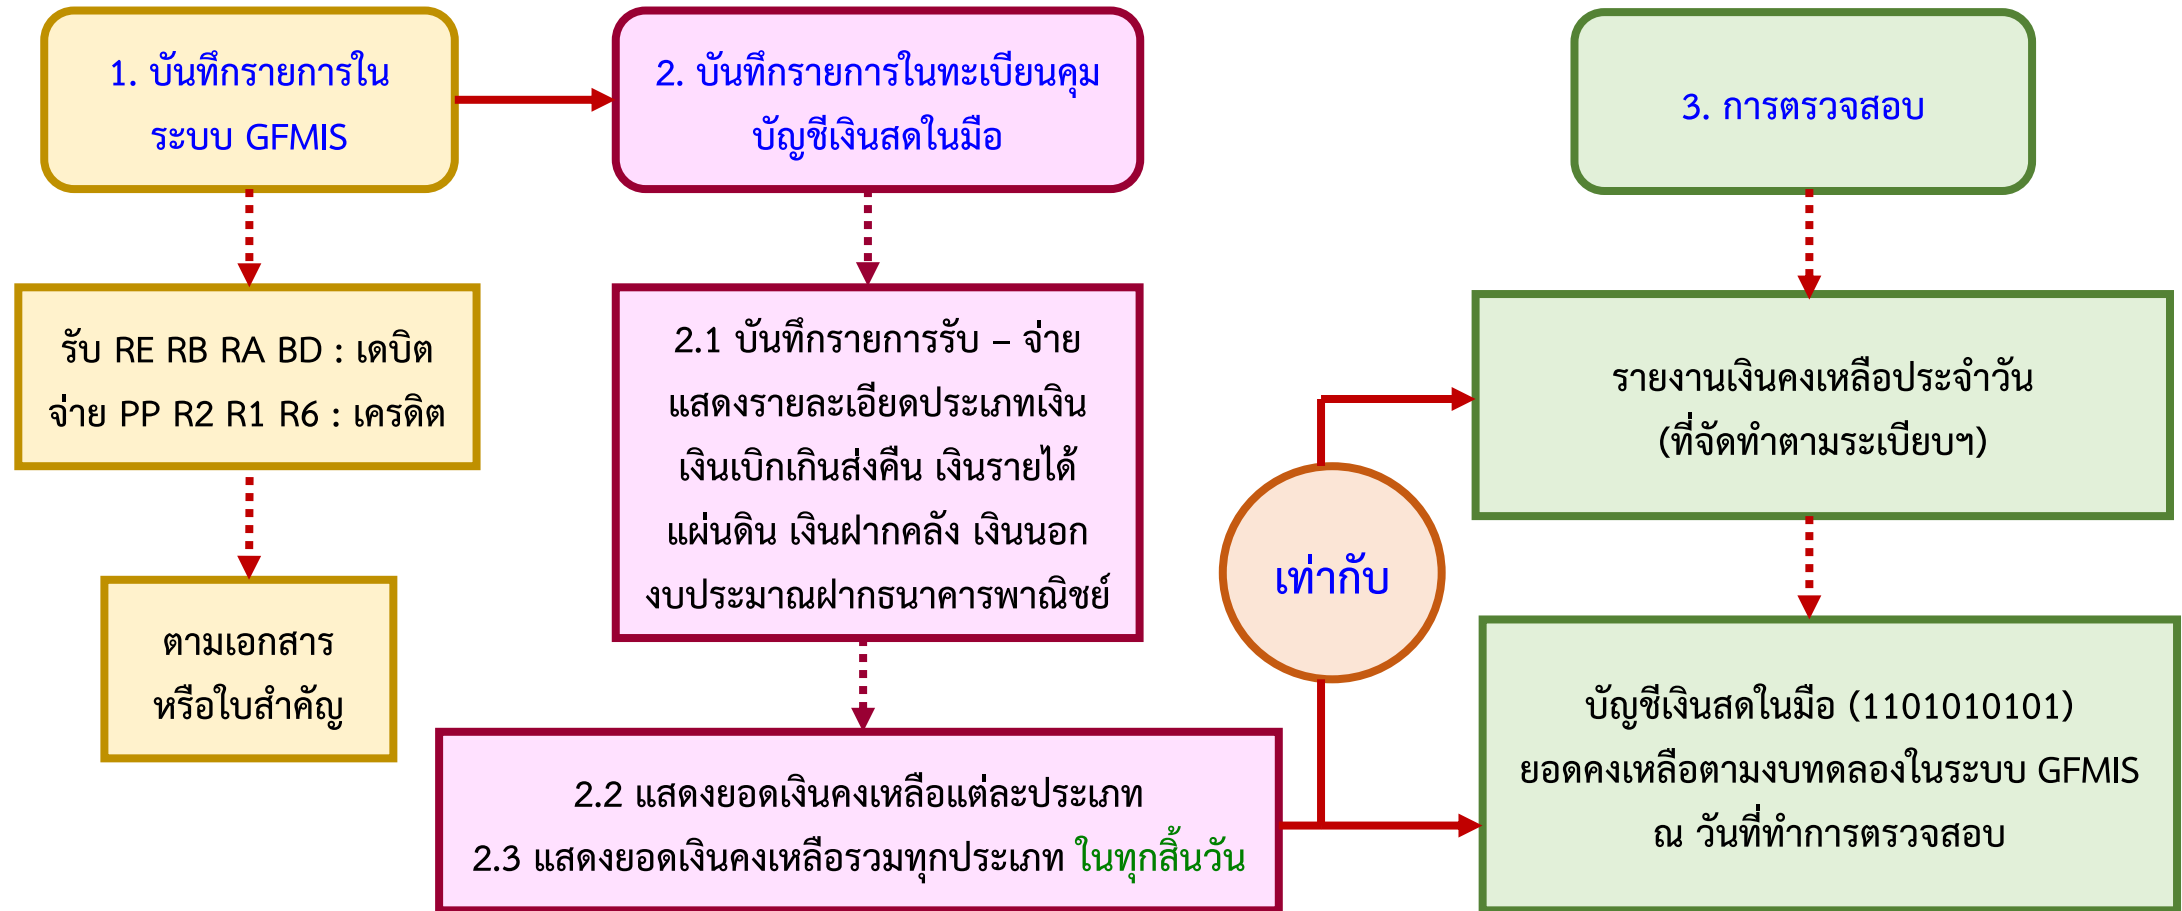 1. บันทึกรายการใน
ระบบ GFMIS
2. บันทึกรายการในทะเบียนคุม
บัญชีเงินสดในมือ
3. การตรวจสอบ
รับ RE RB RA BD : เดบิต
จ่าย PP R2 R1 R6 : เครดิต
ตามเอกสาร
หรือใบสำคัญ
2.1 บันทึกรายการรับ – จ่าย
แสดงรายละเอียดประเภทเงิน
เงินเบิกเกินส่งคืน เงินรายได้
แผ่นดิน เงินฝากคลัง เงินนอก
งบประมาณฝากธนาคารพาณิชย์
2.2 แสดงยอดเงินคงเหลือแต่ละประเภท
2.3 แสดงยอดเงินคงเหลือรวมทุกประเภท ในทุกสิ้นวัน
เท่ากับ
รายงานเงินคงเหลือประจำวัน
(ที่จัดทำตามระเบียบฯ)
บัญชีเงินสดในมือ (1101010101)
ยอดคงเหลือตามงบทดลองในระบบ GFMIS
ณ วันที่ทำการตรวจสอบ